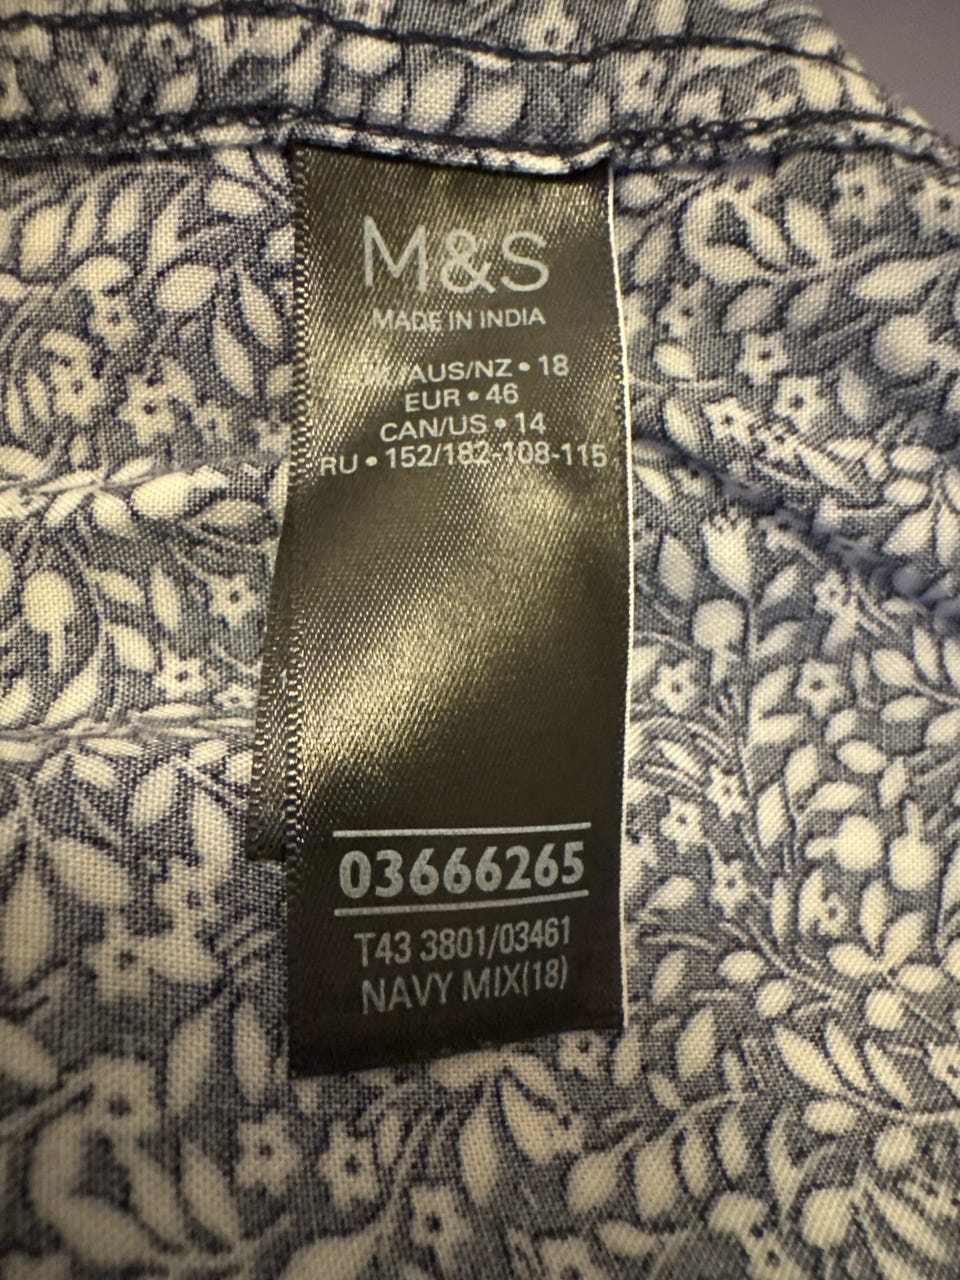 M&S
MADE IN INDIA
/AUS/NZ • 18
EUR • 46
CAN/US • 14
RU • 152/182-108-115
03666265
T43 3801/03461
NAVY MIX(18)